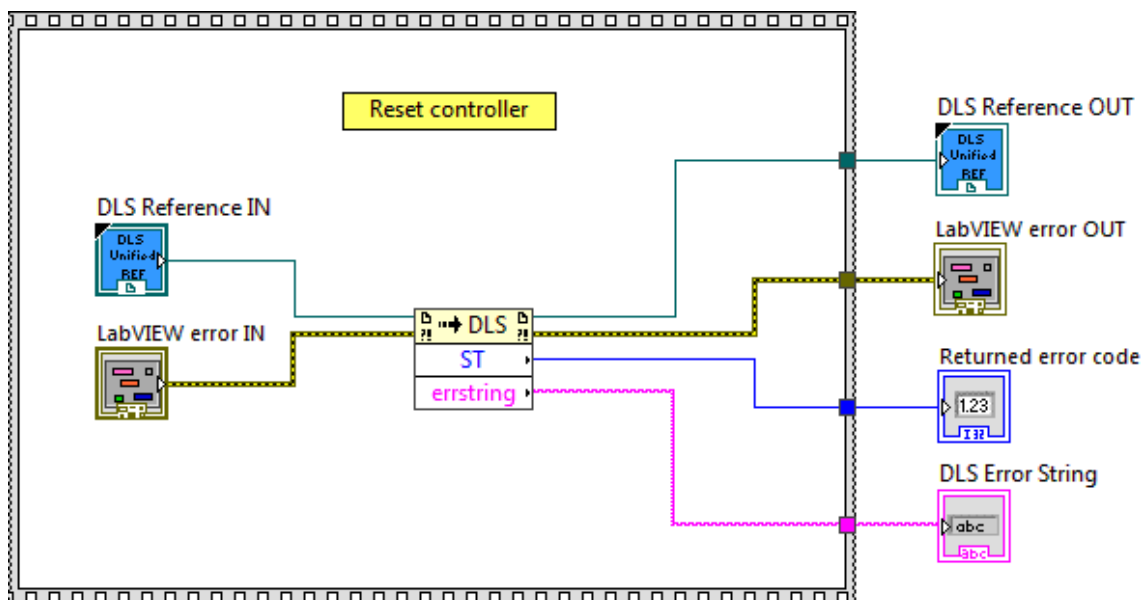 Reset controller
DLS Reference OUT
DLS
Unified
REF
DLS Reference IN
DLS
Unified
REF
LabVIEW error OUT
LabVIEW error IN
?! DLS ?!
ST
errstring
Returned error code
1.23
I32
DLS Error String
abc
abc